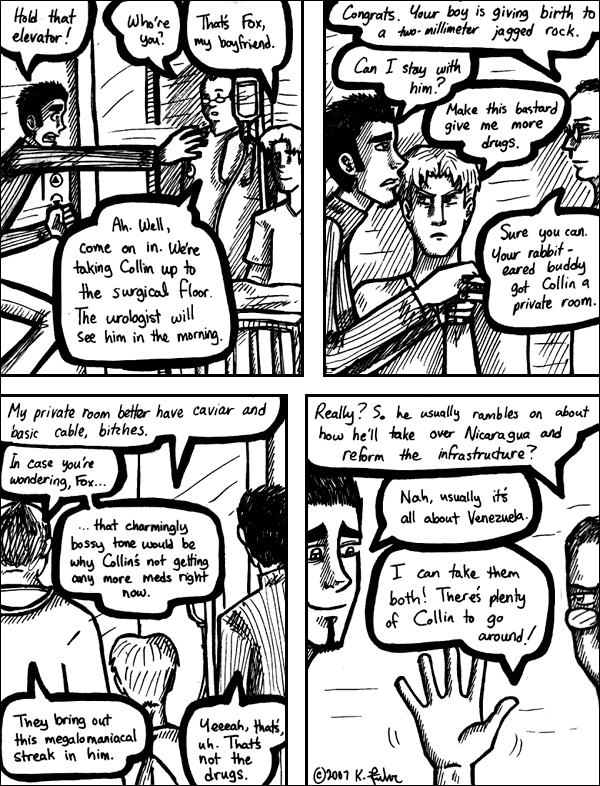 Hold that
elevator!
Who're
you?
That's Fox,
my boyfriend.
Ah. Well,
come on in. We're
taking Collin up to
the surgical floor.
The urologist will
see him in the morning.
Congrats. Your boy is giving birth to
a two-millimeter jagged rock.
Can I stay with
him?
Make this bastard
give me more
drugs.
Sure you can.
Your rabbit-
eared buddy
got Collin a
private room.
My private room better have caviar and
basic cable, bitches.
In case you're
wondering, Fox...
...that charmingly
bossy tone would be
why Collin's not getting
any more meds right
now.
They bring out
this megalomaniacal
streak in him.
Yeeeah, that's,
uh. That's
not the
drugs.
Really? So he usually rambles on about
how he'll take over Nicaragua and
reform the infrastructure?
Nah, usually it's
all about Venezuela.
I can take them
both! There's plenty
of Collin to go
around!
©2007 K.